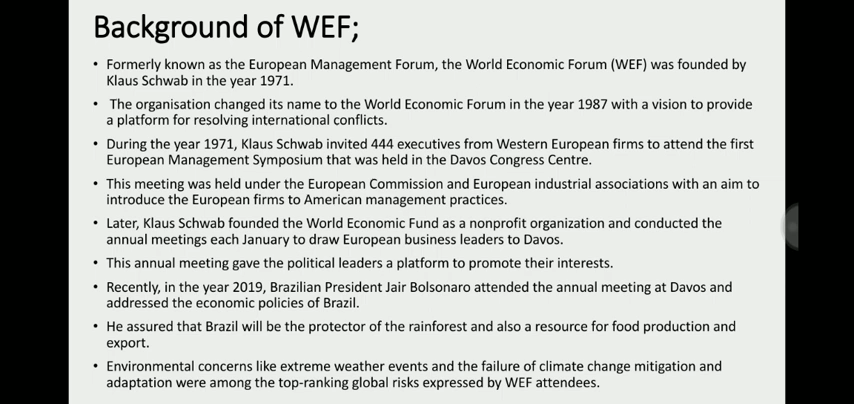 Background of WEF;
• Formerly known as the European Management Forum, the World Economic Forum (WEF) was founded by
Klaus Schwab in the year 1971.
• The organisation changed its name to the World Economic Forum in the year 1987 with a vision to provide
a platform for resolving international conflicts.
• During the year 1971, Klaus Schwab invited 444 executives from Western European firms to attend the first
European Management Symposium that was held in the Davos Congress Centre.
• This meeting was held under the European Commission and European industrial associations with an aim to
introduce the European firms to American management practices.
• Later, Klaus Schwab founded the World Economic Fund as a nonprofit organization and conducted the
annual meetings each January to draw European business leaders to Davos.
• This annual meeting gave the political leaders a platform to promote their interests.
• Recently, in the year 2019, Brazilian President Jair Bolsonaro attended the annual meeting at Davos and
addressed the economic policies of Brazil.
• He assured that Brazil will be the protector of the rainforest and also a resource for food production and
export.
• Environmental concerns like extreme weather events and the failure of climate change mitigation and
adaptation were among the top-ranking global risks expressed by WEF attendees.